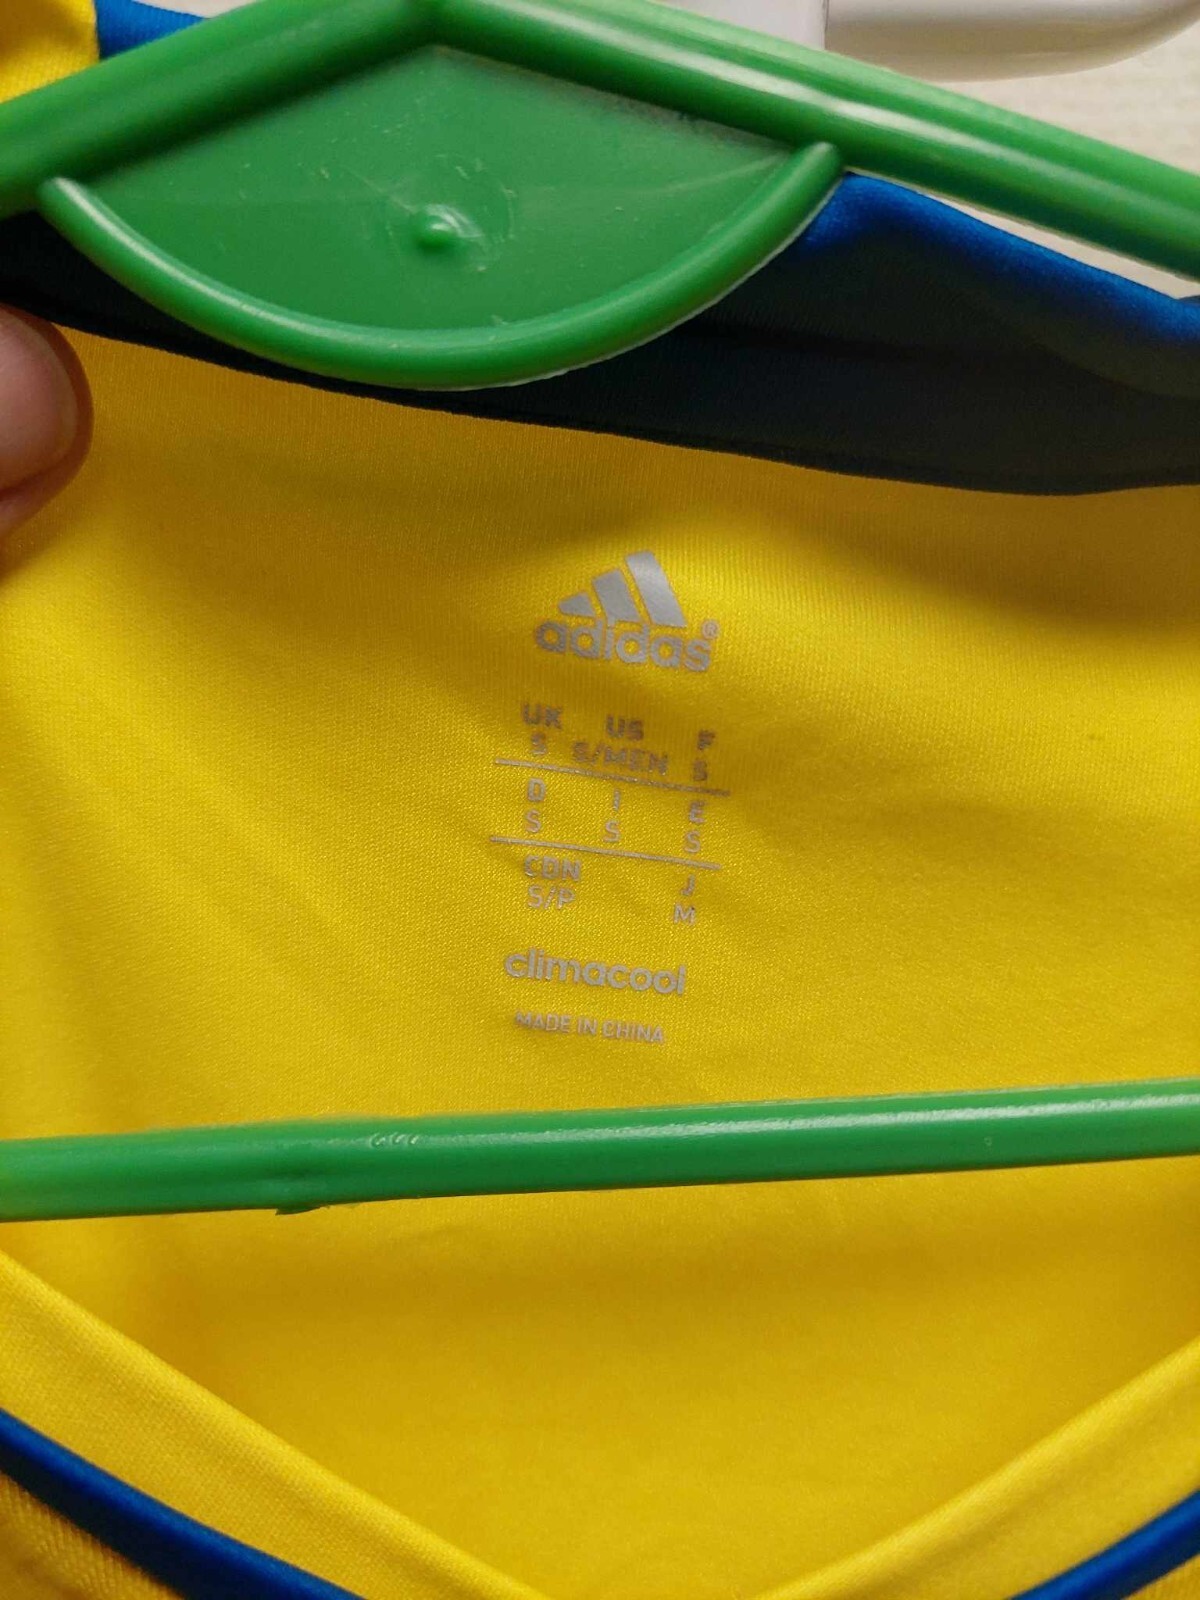 adidas®
UK US F
S S/MEN S
D I E
S S S
CDN J
S/P M
climacool
MADE IN CHINA